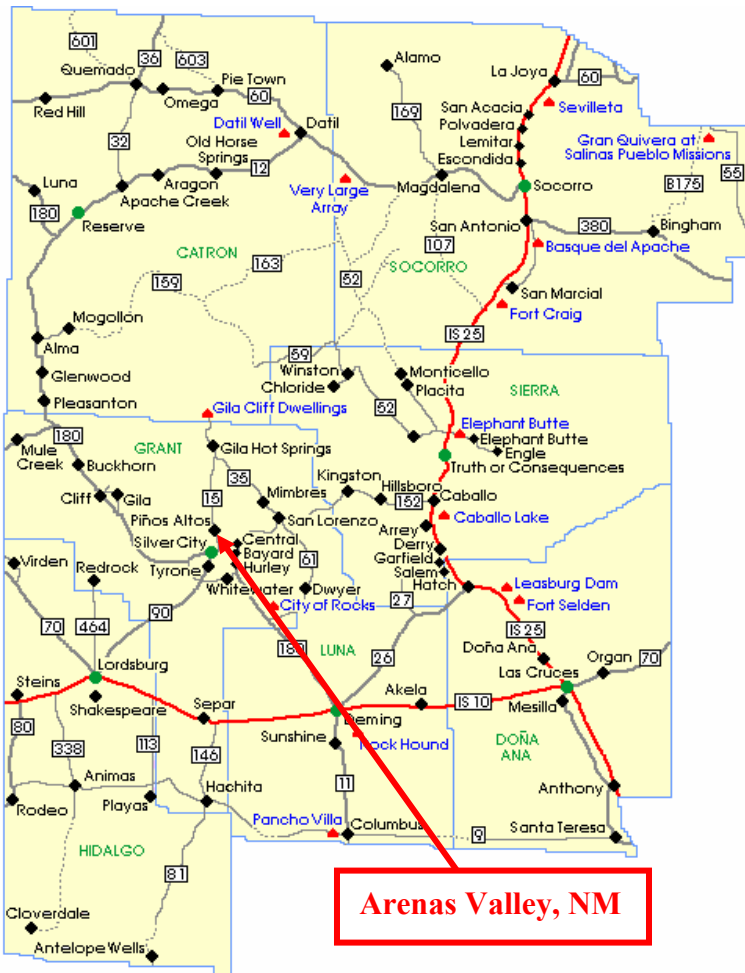 601
603
36
Quemado
Pie Town
Alamo
La Joya
60
Red Hill
Omega
60
169
San Acacia
Sevilleta
Polvadera
Datil Well
Datil
Lemitar
Gran Quivera at
Salinas Pueblo Missions
Old Horse
Springs
32
Escondida
12
55
Luna
Aragon
Very Large
Array
Magdalena
Socorro
B175
Apache Creek
180
Reserve
San Antonio
380
Bingham
107
Basque del Apache
CATRON
163
SOCORRO
52
159
San Marcial
Fort Craig
Mogollon
IS 25
Alma
59
Winston
Monticello
Glenwood
Chloride
Placita
SIERRA
Pleasanton
Gila Cliff Dwellings
52
Elephant Butte
180
GRANT
Elephant Butte
Mule
Creek
Gila Hot Springs
Engle
Buckhorn
Truth or Consequences
35
Kingston
Hillsboro
Cliff
Gila
15
Mimbres
152
Caballo
Piños Altos
San Lorenzo
Caballo Lake
Arrey
Silver City
Central
Derry
Bayard
61
Garfield
Virden
Redrock
Tyrone
Hurley
Salem
Whitewater
Dwyer
Hatch
Leasburg Dam
City of Rocks
27
Fort Selden
90
70
464
IS 25
180
LUNA
26
Doña Ana
Lordsburg
Organ
70
Las Cruces
Steins
Akela
IS 10
Shakespeare
Separ
Mesilla
80
Deming
338
113
146
Sunshine
Rock Hound
DOÑA
ANA
Animas
11
Anthony
Rodeo
Playas
Hachita
Pancho Villa
Columbus
9
Santa Teresa
HIDALGO
81
Arenas Valley, NM
Cloverdale
Antelope Wells